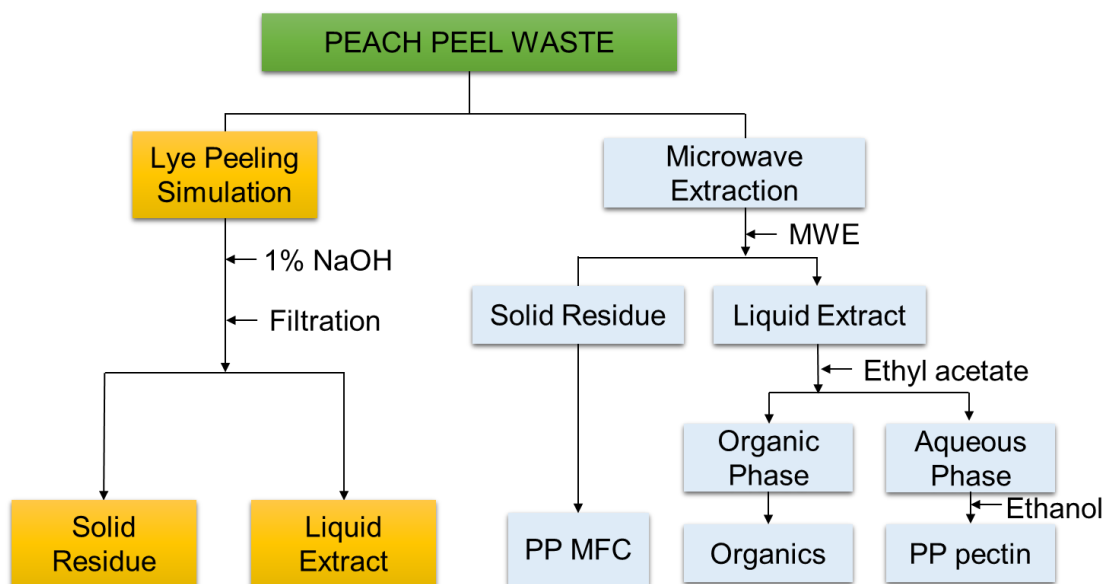 PEACH PEEL WASTE
Lye Peeling
Simulation
Microwave
Extraction
1% NaOH
MWE
Filtration
Solid Residue
Liquid Extract
Ethyl acetate
Organic
Phase
Aqueous
Phase
Ethanol
Solid
Residue
Liquid
Extract
PP MFC
Organics
PP pectin